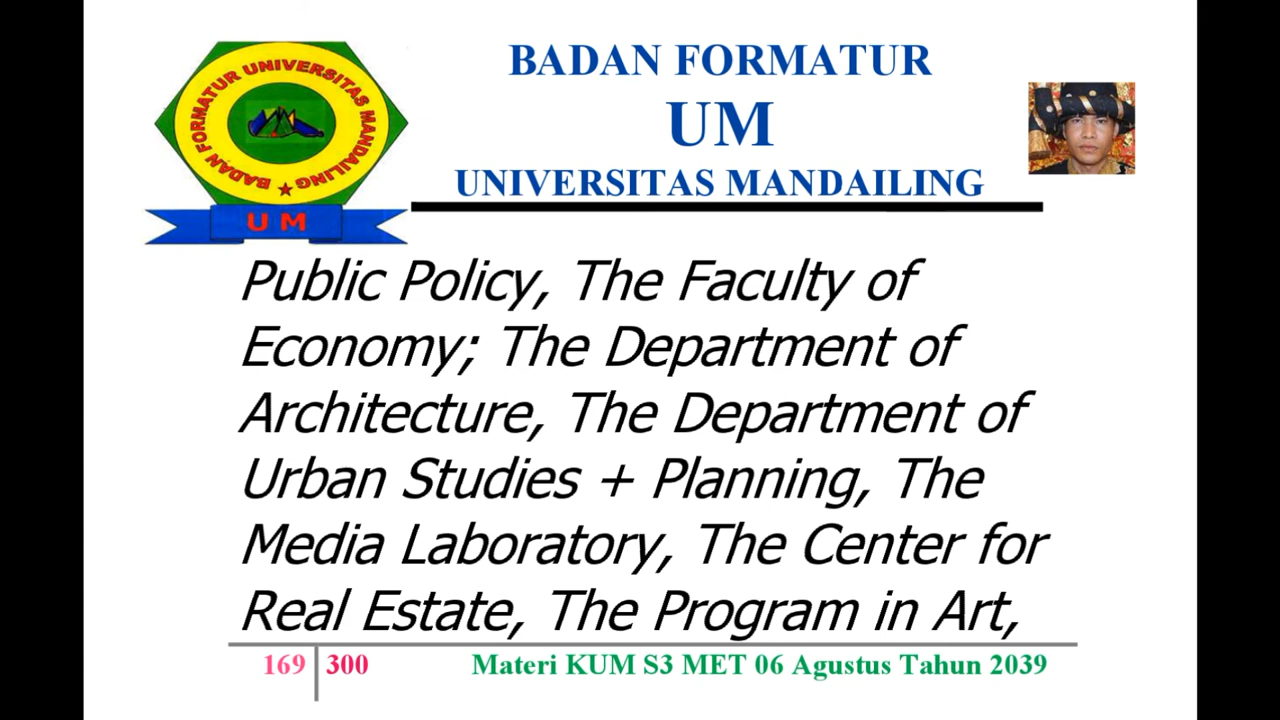 BADAN FORMATUR UNIVERSITAS MANDAILING
UM
BADAN FORMATUR
UM
UNIVERSITAS MANDAILING
Public Policy, The Faculty of
Economy; The Department of
Architecture, The Department of
Urban Studies + Planning, The
Media Laboratory, The Center for
Real Estate, The Program in Art,
169 300 Materi KUM S3 MET 06 Agustus Tahun 2039